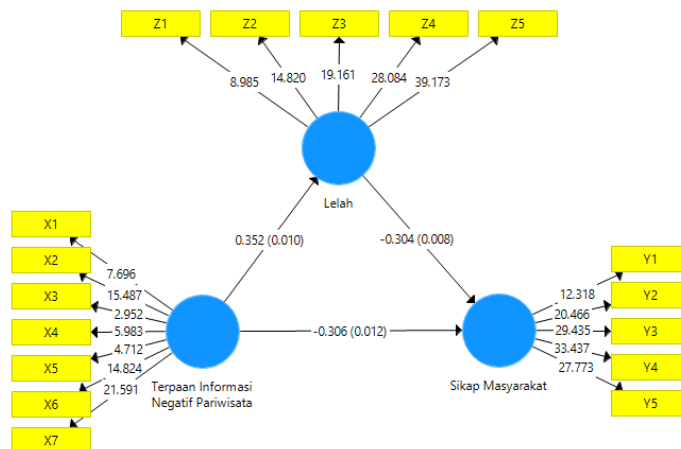 Z1
Z2
Z3
Z4
Z5
8.985
14.820
19.161
28.084
39.173
Lelah
0.352 (0.010)
-0.304 (0.008)
X1
X2
X3
X4
X5
X6
X7
7.696
15.487
2.952
5.983
4.712
14.824
21.591
Terpaan Informasi
Negatif Pariwisata
-0.306 (0.012)
Sikap Masyarakat
12.318
20.466
29.435
33.437
27.773
Y1
Y2
Y3
Y4
Y5